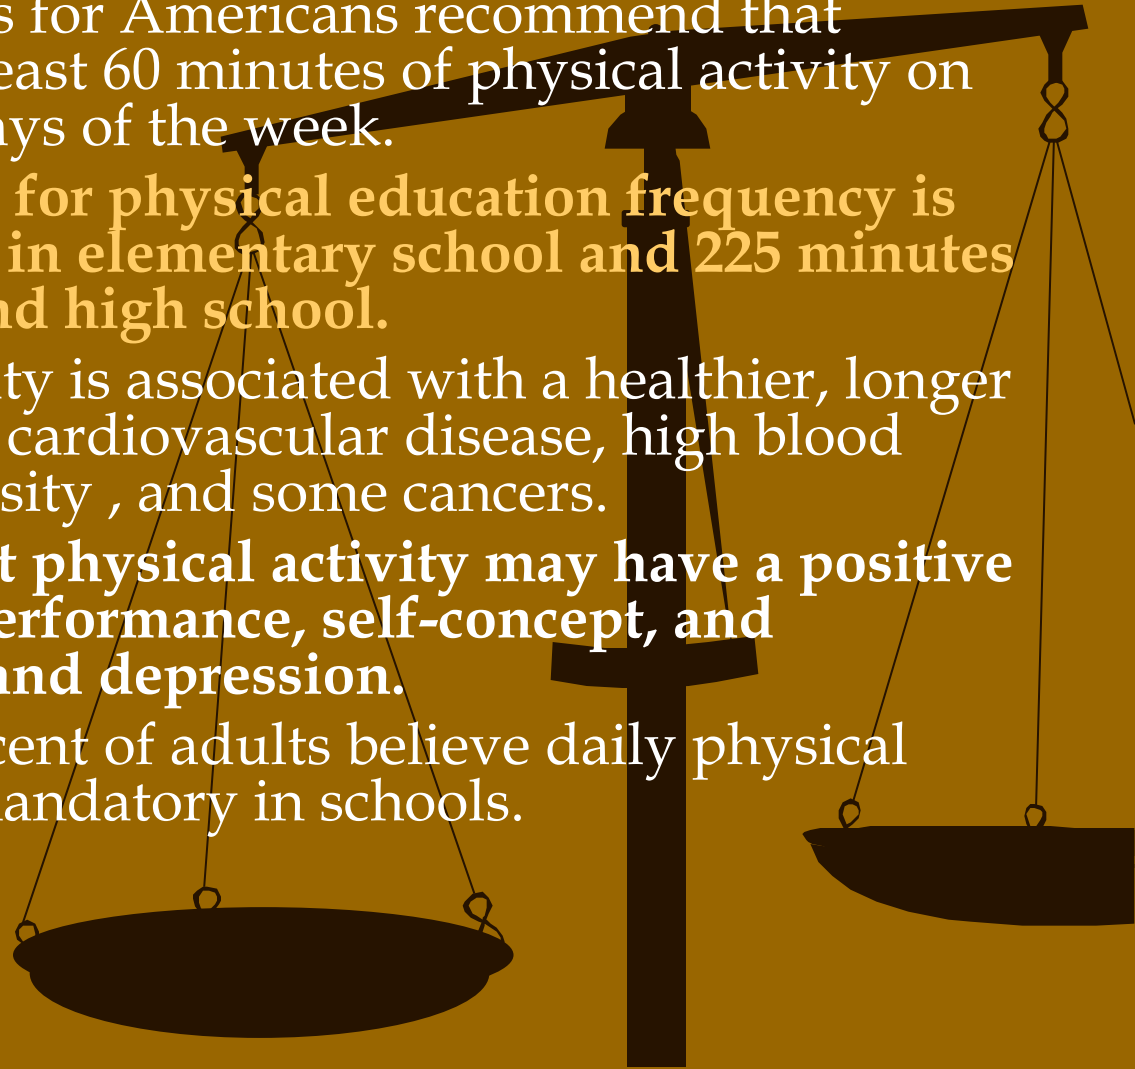 s for Americans recommend that
east 60 minutes of physical activity on
ays of the week.
for physical education frequency is
in elementary school and 225 minutes
nd high school.
ity is associated with a healthier, longer
cardiovascular disease, high blood
sity , and some cancers.
t physical activity may have a positive
erformance, self-concept, and
and depression.
cent of adults believe daily physical
mandatory in schools.